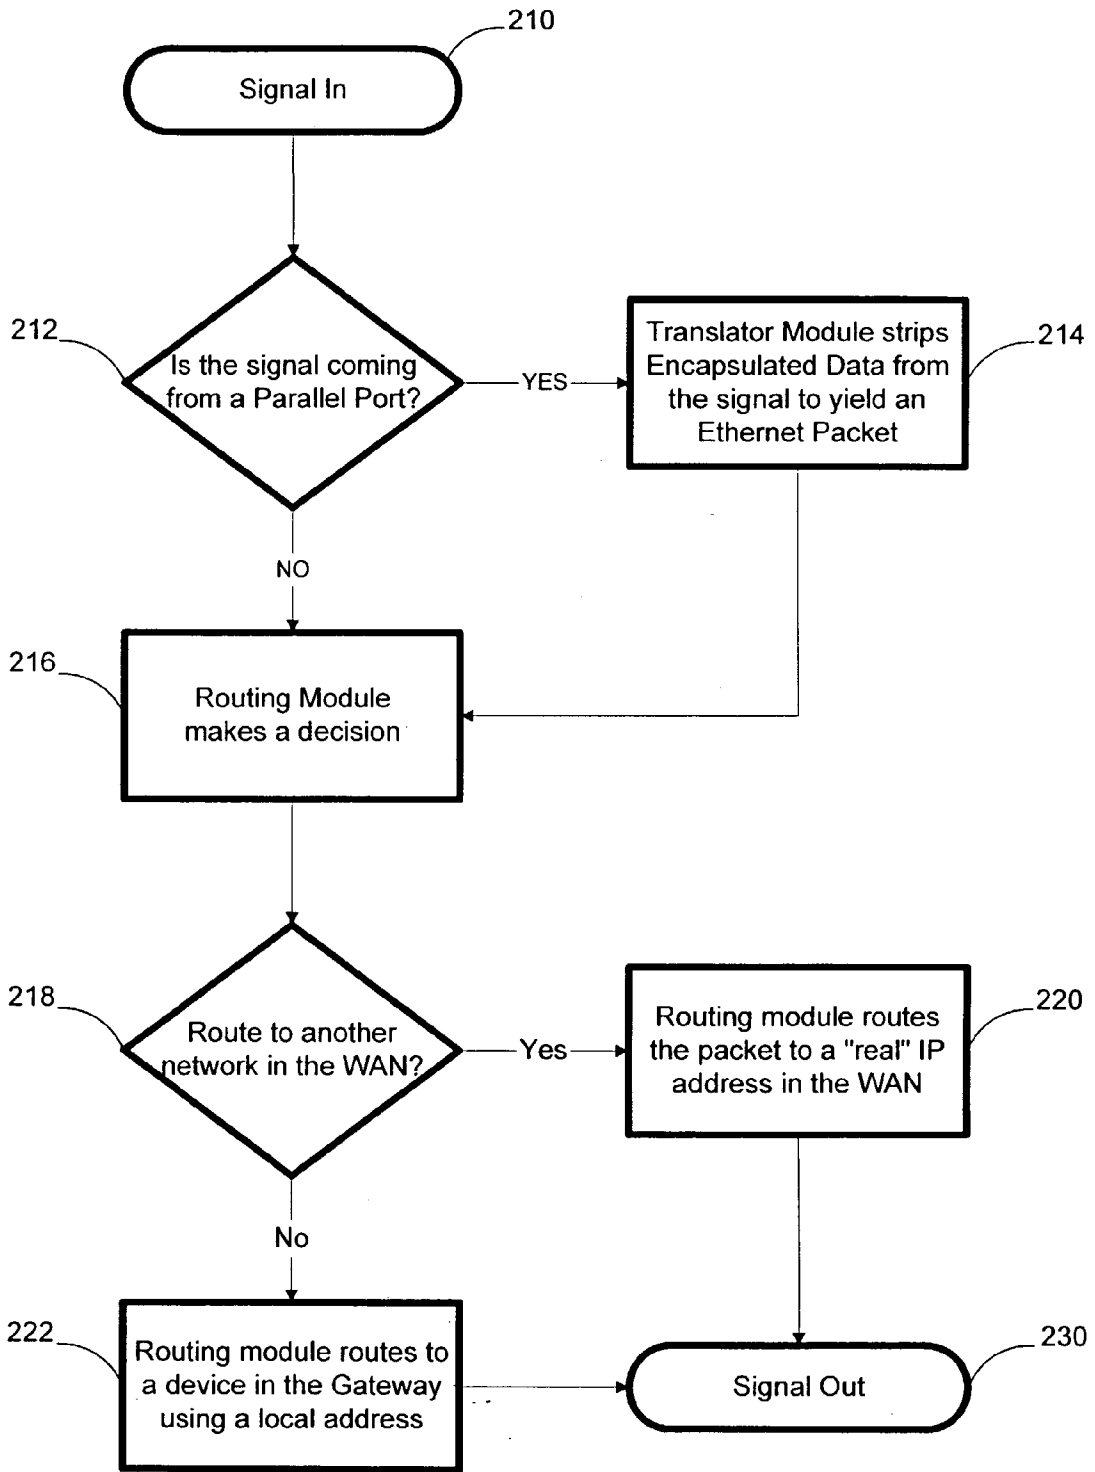 210
Signal In
212
Is the signal coming
from a Parallel Port?
YES
Translator Module strips
Encapsulated Data from
the signal to yield an
Ethernet Packet
214
NO
216
Routing Module
makes a decision
218
Route to another
network in the WAN?
Yes
Routing module routes
the packet to a "real" IP
address in the WAN
220
No
222
Routing module routes to
a device in the Gateway
using a local address
Signal Out
230